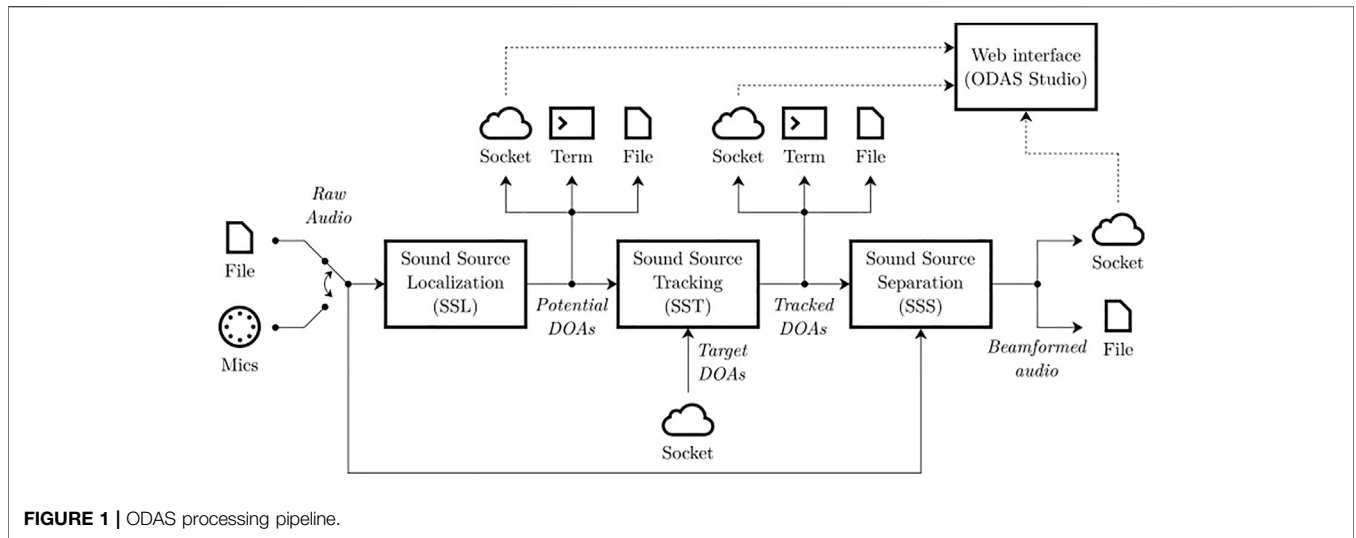 Web interface
(ODAS Studio)
Socket Term File
Socket Term File
Raw
Audio
File
Mics
Sound Source
Localization
(SSL)
Potential
DOAs
Sound Source
Tracking
(SST)
Target
DOAs
Socket
Tracked
DOAs
Sound Source
Separation
(SSS)
Beamformed
audio
Socket
File
FIGURE 1 | ODAS processing pipeline.